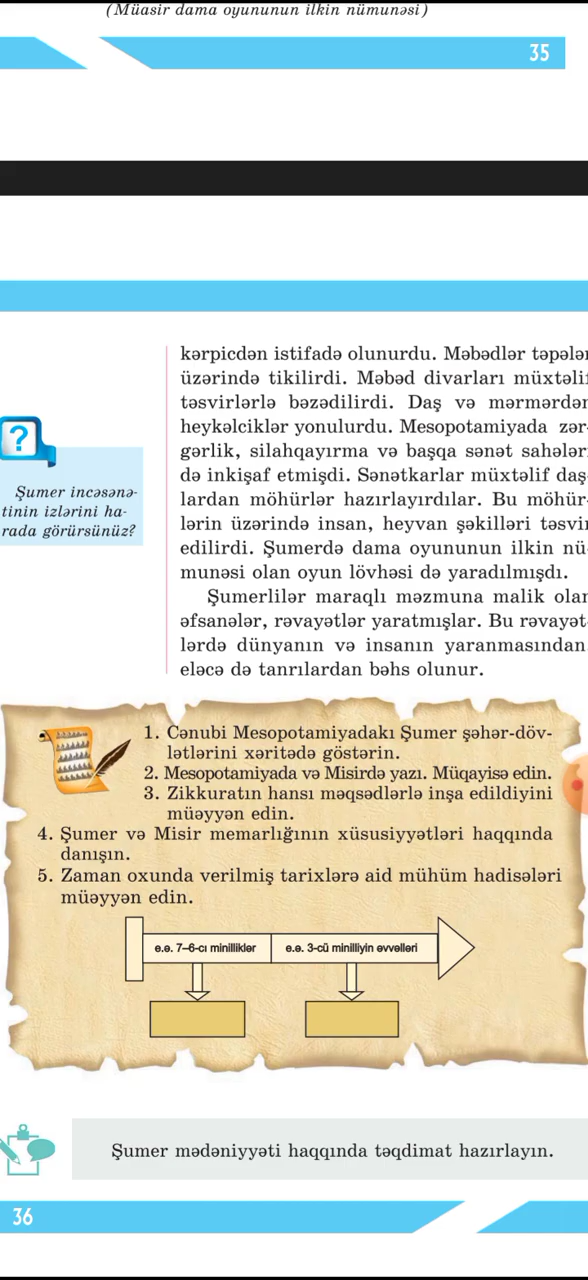 (Müasir dama oyununun ilkin nümunəsi)
35
kərpicdən istifadə olunurdu. Məbədlər təpələr
üzərində tikilirdi. Məbəd divarları müxtəlif
təsvirlərlə bəzədilirdi. Daş və mərmərdən
heykəlciklər yonulurdu. Mesopotamiyada zər-
gərlik, silahqayırma və başqa sənət sahələri
də inkişaf etmişdi. Sənətkarlar müxtəlif daş-
lardan möhürlər hazırlayırdılar. Bu möhür-
lərin üzərində insan, heyvan şəkilləri təsvir
edilirdi. Şumerdə dama oyununun ilkin nü-
munəsi olan oyun lövhəsi də yaradılmışdı.
Şumerlilər maraqlı məzmuna malik olan
əfsanələr, rəvayətlər yaratmışlar. Bu rəvayət-
lərdə dünyanın və insanın yaranmasından,
eləcə də tanrılardan bəhs olunur.
?
Şumer incəsənə-
tinin izlərini ha-
rada görürsünüz?
1. Cənubi Mesopotamiyadakı Şumer şəhər-döv-
lətlərini xəritədə göstərin.
2. Mesopotamiyada və Misirdə yazı. Müqayisə edin.
3. Zikkuratın hansı məqsədlərlə inşa edildiyini
müəyyən edin.
4. Şumer və Misir memarlığının xüsusiyyətləri haqqında
danışın.
5. Zaman oxunda verilmiş tarixlərə aid mühüm hadisələri
müəyyən edin.
e.ə. 7–6-cı minilliklər
e.ə. 3-cü minilliyin əvvəlləri
Şumer mədəniyyəti haqqında təqdimat hazırlayın.
36